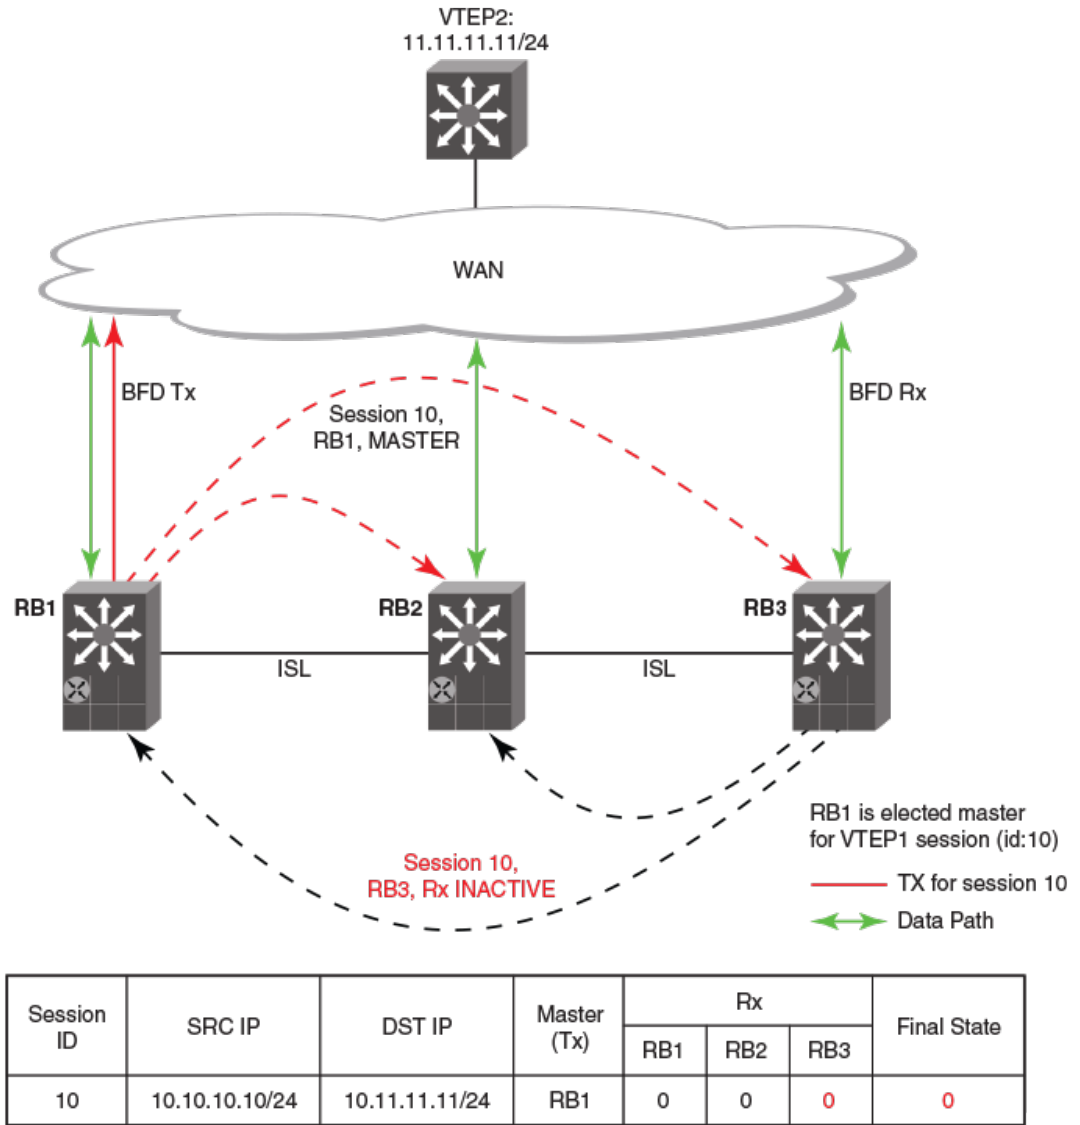 VTEP2:
11.11.11.11/24
WAN
BFD Tx
BFD Rx
Session 10,
RB1, MASTER
RB1
RB2
RB3
ISL
ISL
RB1 is elected master
for VTEP1 session (id:10)
Session 10,
RB3, Rx INACTIVE
TX for session 10
Data Path
Session ID
SRC IP
DST IP
Master (Tx)
Rx
Final State
RB1 RB2 RB3
10 10.10.10.10/24 10.11.11.11/24 RB1 0 0 0 0